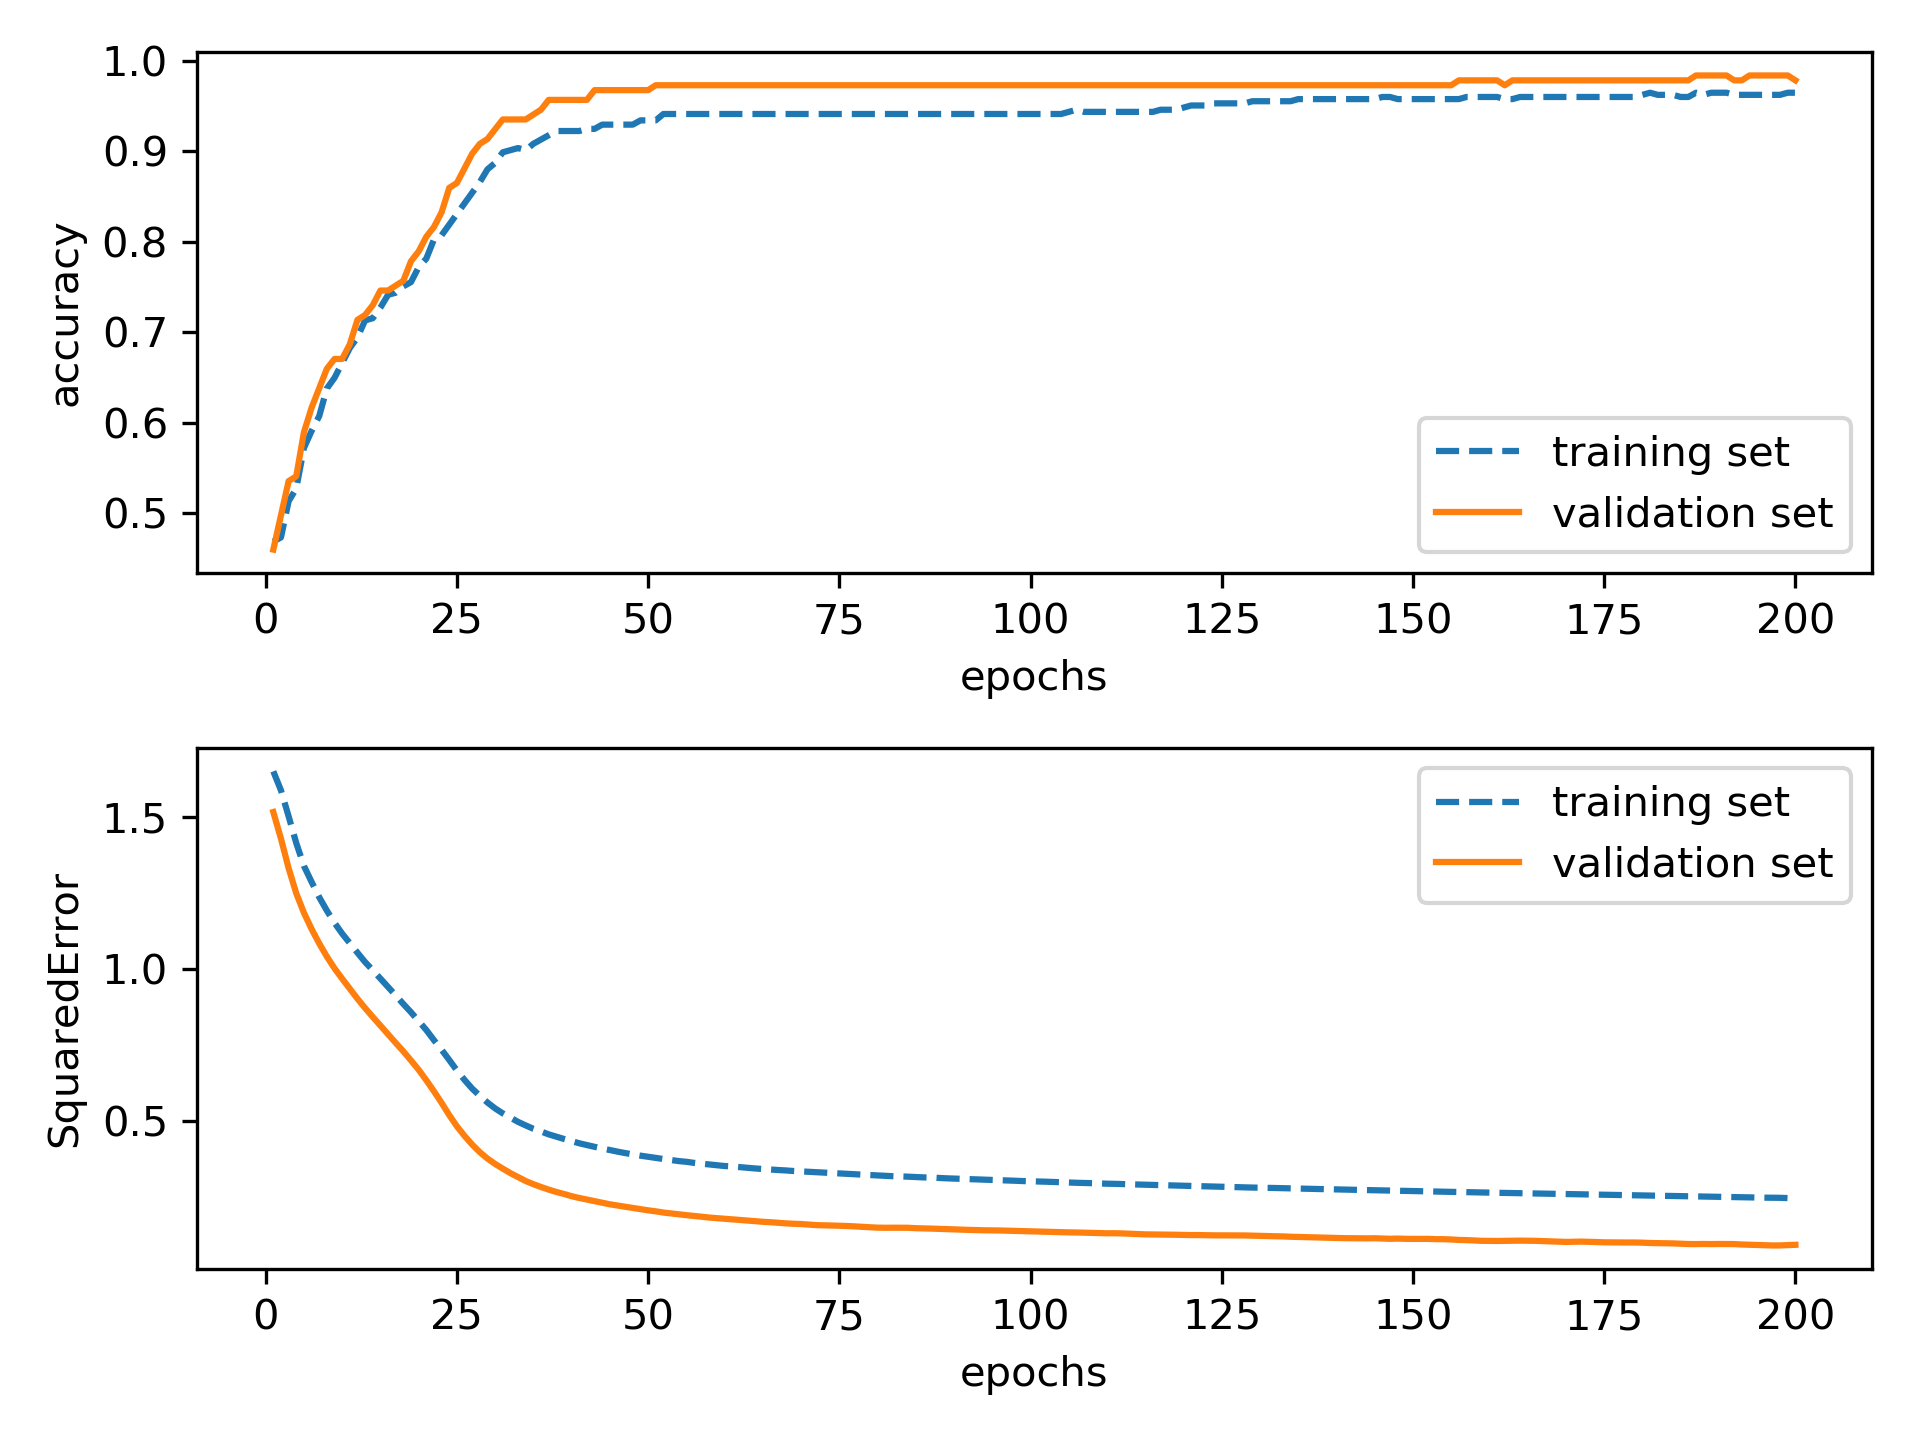 accuracy
1.0
0.9
0.8
0.7
0.6
0.5
training set
validation set
0 25 50 75 100 125 150 175 200
epochs
SquaredError
1.5
1.0
0.5
training set
validation set
0 25 50 75 100 125 150 175 200
epochs